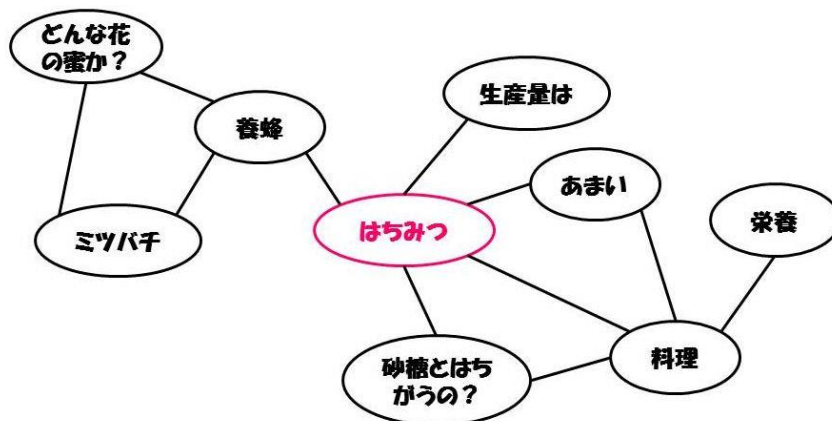 どんな花
の蜜か？
養蜂
生産量は
あまい
栄養
はちみつ
ミツバチ
料理
砂糖とはち
がうの？